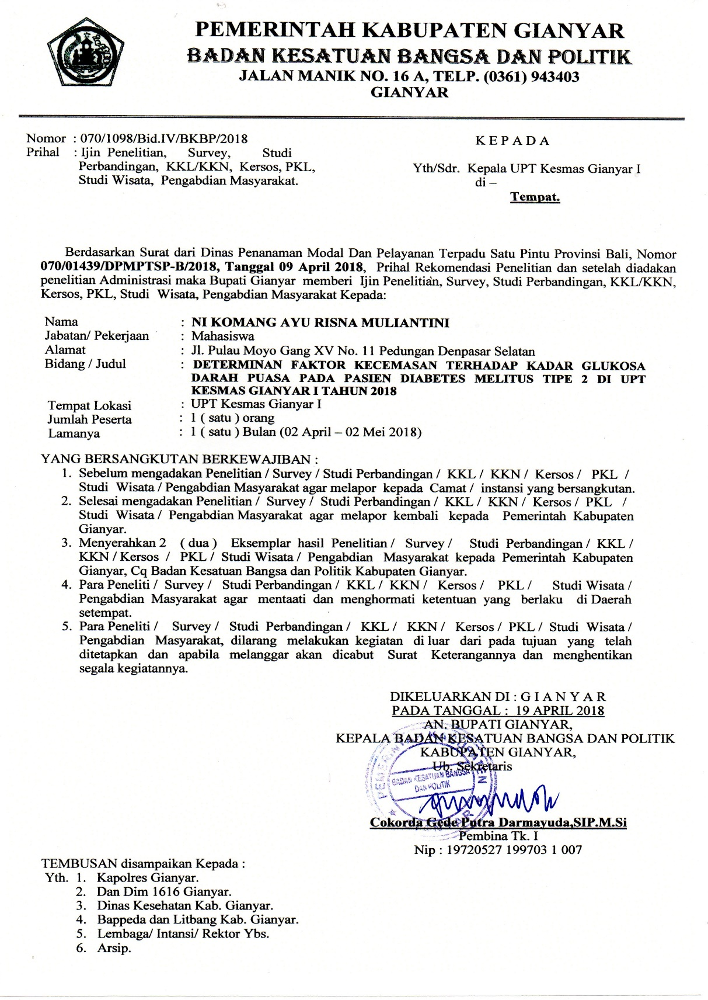 PEMERINTAH KABUPATEN GIANYAR
BADAN KESATUAN BANGSA DAN POLITIK
JALAN MANIK NO. 16 A, TELP. (0361) 943403
GIANYAR
Nomor : 070/1098/Bid.IV/BKBP/2018
Prihal : Ijin Penelitian, Survey, Studi
Perbandingan, KKL/KKN, Kersos, PKL,
Studi Wisata, Pengabdian Masyarakat.
K E P A D A
Yth/Sdr. Kepala UPT Kesmas Gianyar I
di –
Tempat.
Berdasarkan Surat dari Dinas Penanaman Modal Dan Pelayanan Terpadu Satu Pintu Provinsi Bali, Nomor
070/01439/DPMPTSP-B/2018, Tanggal 09 April 2018, Prihal Rekomendasi Penelitian dan setelah diadakan
penelitian Administrasi maka Bupati Gianyar memberi Ijin Penelitian, Survey, Studi Perbandingan, KKL/KKN,
Kersos, PKL, Studi Wisata, Pengabdian Masyarakat Kepada:
Nama : NI KOMANG AYU RISNA MULIANTINI
Jabatan/ Pekerjaan : Mahasiswa
Alamat : Jl. Pulau Moyo Gang XV No. 11 Pedungan Denpasar Selatan
Bidang / Judul : DETERMINAN FAKTOR KECEMASAN TERHADAP KADAR GLUKOSA
DARAH PUASA PADA PASIEN DIABETES MELITUS TIPE 2 DI UPT
KESMAS GIANYAR I TAHUN 2018
Tempat Lokasi : UPT Kesmas Gianyar I
Jumlah Peserta : 1 ( satu ) orang
Lamanya : 1 ( satu ) Bulan (02 April – 02 Mei 2018)
YANG BERSANGKUTAN BERKEWAJIBAN :
1. Sebelum mengadakan Penelitian / Survey / Studi Perbandingan / KKL / KKN / Kersos / PKL /
Studi Wisata / Pengabdian Masyarakat agar melapor kepada Camat / instansi yang bersangkutan.
2. Selesai mengadakan Penelitian / Survey / Studi Perbandingan / KKL / KKN / Kersos / PKL /
Studi Wisata / Pengabdian Masyarakat agar melapor kembali kepada Pemerintah Kabupaten
Gianyar.
3. Menyerahkan 2 ( dua ) Eksemplar hasil Penelitian / Survey / Studi Perbandingan / KKL /
KKN / Kersos / PKL / Studi Wisata / Pengabdian Masyarakat kepada Pemerintah Kabupaten
Gianyar, Cq Badan Kesatuan Bangsa dan Politik Kabupaten Gianyar.
4. Para Peneliti / Survey / Studi Perbandingan / KKL / KKN / Kersos / PKL / Studi Wisata /
Pengabdian Masyarakat agar mentaati dan menghormati ketentuan yang berlaku di Daerah
setempat.
5. Para Peneliti / Survey / Studi Perbandingan / KKL / KKN / Kersos / PKL / Studi Wisata /
Pengabdian Masyarakat, dilarang melakukan kegiatan di luar dari pada tujuan yang telah
ditetapkan dan apabila melanggar akan dicabut Surat Keterangannya dan menghentikan
segala kegiatannya.
DIKELUARKAN DI : G I A N Y A R
PADA TANGGAL : 19 APRIL 2018
AN. BUPATI GIANYAR,
KEPALA BADAN KESATUAN BANGSA DAN POLITIK
KABUPATEN GIANYAR,
Ub. Sekretaris
PEMERINTAH KABUPATEN
BADAN KESATUAN BANGSA
DAN POLITIK
Cokorda Gede Putra Darmayuda,SIP.M.Si
Pembina Tk. I
Nip : 19720527 199703 1 007
TEMBUSAN disampaikan Kepada :
Yth. 1. Kapolres Gianyar.
2. Dan Dim 1616 Gianyar.
3. Dinas Kesehatan Kab. Gianyar.
4. Bappeda dan Litbang Kab. Gianyar.
5. Lembaga/ Intansi/ Rektor Ybs.
6. Arsip.